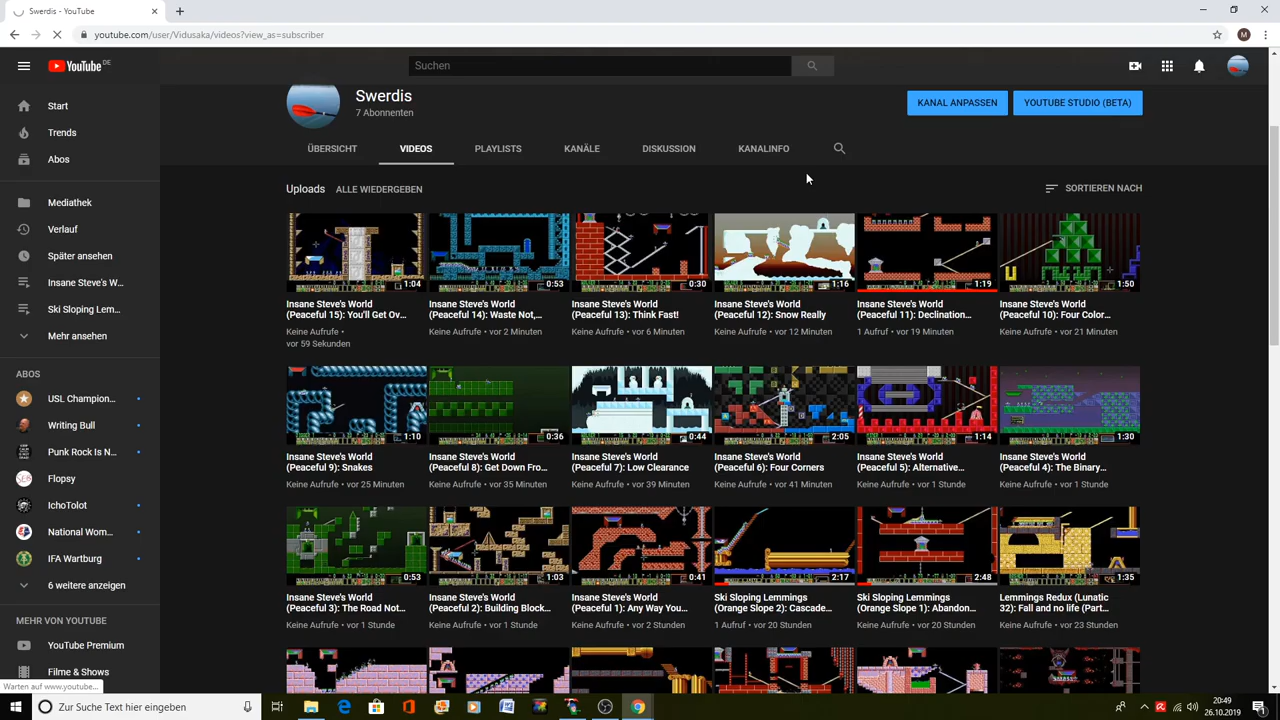 Swerdis - YouTube
youtube.com/user/Vidusaka/videos?view_as=subscriber
M
YouTube DE
Suchen
Start
Trends
Abos
Mediathek
Verlauf
Später ansehen
Insane Steve's W...
Ski Sloping Lem...
Mehr ansehen
ABOS
USL Champion...
Writing Bull
Punk Rock Is N...
Flopsy
IchoTolot
National Wom...
IFA Wartburg
6 weitere anzeigen
MEHR VON YOUTUBE
YouTube Premium
Filme & Shows
Warten auf www.youtube...
Swerdis
7 Abonnenten
KANAL ANPASSEN
YOUTUBE STUDIO (BETA)
ÜBERSICHT
VIDEOS
PLAYLISTS
KANÄLE
DISKUSSION
KANALINFO
Uploads
ALLE WIEDERGEBEN
SORTIEREN NACH
1:04
Insane Steve's World
(Peaceful 15): You'll Get Ov...
Keine Aufrufe •
vor 59 Sekunden
0:53
Insane Steve's World
(Peaceful 14): Waste Not,...
Keine Aufrufe • vor 2 Minuten
0:30
Insane Steve's World
(Peaceful 13): Think Fast!
Keine Aufrufe • vor 6 Minuten
1:16
Insane Steve's World
(Peaceful 12): Snow Really
Keine Aufrufe • vor 12 Minuten
1:19
Insane Steve's World
(Peaceful 11): Declination...
1 Aufruf • vor 19 Minuten
1:50
Insane Steve's World
(Peaceful 10): Four Color...
Keine Aufrufe • vor 21 Minuten
1:10
Insane Steve's World
(Peaceful 9): Snakes
Keine Aufrufe • vor 25 Minuten
0:36
Insane Steve's World
(Peaceful 8): Get Down Fro...
Keine Aufrufe • vor 35 Minuten
0:44
Insane Steve's World
(Peaceful 7): Low Clearance
Keine Aufrufe • vor 39 Minuten
2:05
Insane Steve's World
(Peaceful 6): Four Corners
Keine Aufrufe • vor 41 Minuten
1:14
Insane Steve's World
(Peaceful 5): Alternative...
Keine Aufrufe • vor 1 Stunde
1:30
Insane Steve's World
(Peaceful 4): The Binary...
Keine Aufrufe • vor 1 Stunde
0:53
Insane Steve's World
(Peaceful 3): The Road Not...
Keine Aufrufe • vor 1 Stunde
1:03
Insane Steve's World
(Peaceful 2): Building Block...
Keine Aufrufe • vor 1 Stunde
0:41
Insane Steve's World
(Peaceful 1): Any Way You...
Keine Aufrufe • vor 2 Stunden
2:17
Ski Sloping Lemmings
(Orange Slope 2): Cascade...
1 Aufruf • vor 20 Stunden
2:48
Ski Sloping Lemmings
(Orange Slope 1): Abandon...
Keine Aufrufe • vor 20 Stunden
1:35
Lemmings Redux (Lunatic
32): Fall and no life (Part...
Keine Aufrufe • vor 23 Stunden
Zur Suche Text hier eingeben
20:49
26.10.2019